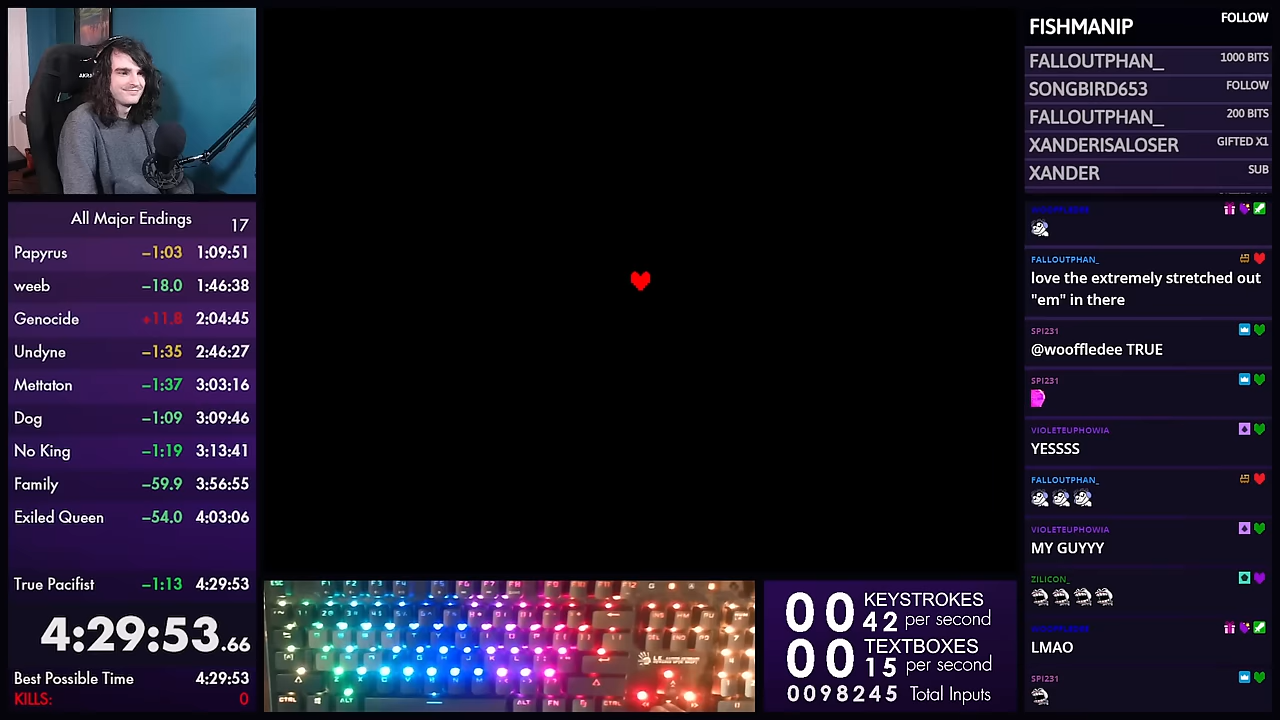 All Major Endings 17
Papyrus −1:03 1:09:51
weeb −18.0 1:46:38
Genocide +11.8 2:04:45
Undyne −1:35 2:46:27
Mettaton −1:37 3:03:16
Dog −1:09 3:09:46
No King −1:19 3:13:41
Family −59.9 3:56:55
Exiled Queen −54.0 4:03:06
True Pacifist −1:13 4:29:53
4:29:53.66
Best Possible Time 4:29:53
KILLS: 0
00.42 KEYSTROKES per second
00.15 TEXTBOXES per second
0098245 Total Inputs
FISHMANIP FOLLOW
FALLOUTPHAN_ 1000 BITS
SONGBIRD653 FOLLOW
FALLOUTPHAN_ 200 BITS
XANDERISALOSER GIFTED X1
XANDER SUB
FALLOUTPHAN_
love the extremely stretched out
"em" in there
SPI231
@wooffledee TRUE
SPI231
VIOLETEUPHOWIA
YESSSS
FALLOUTPHAN_
VIOLETEUPHOWIA
MY GUYYY
ZILICON_
LMAO
SPI231